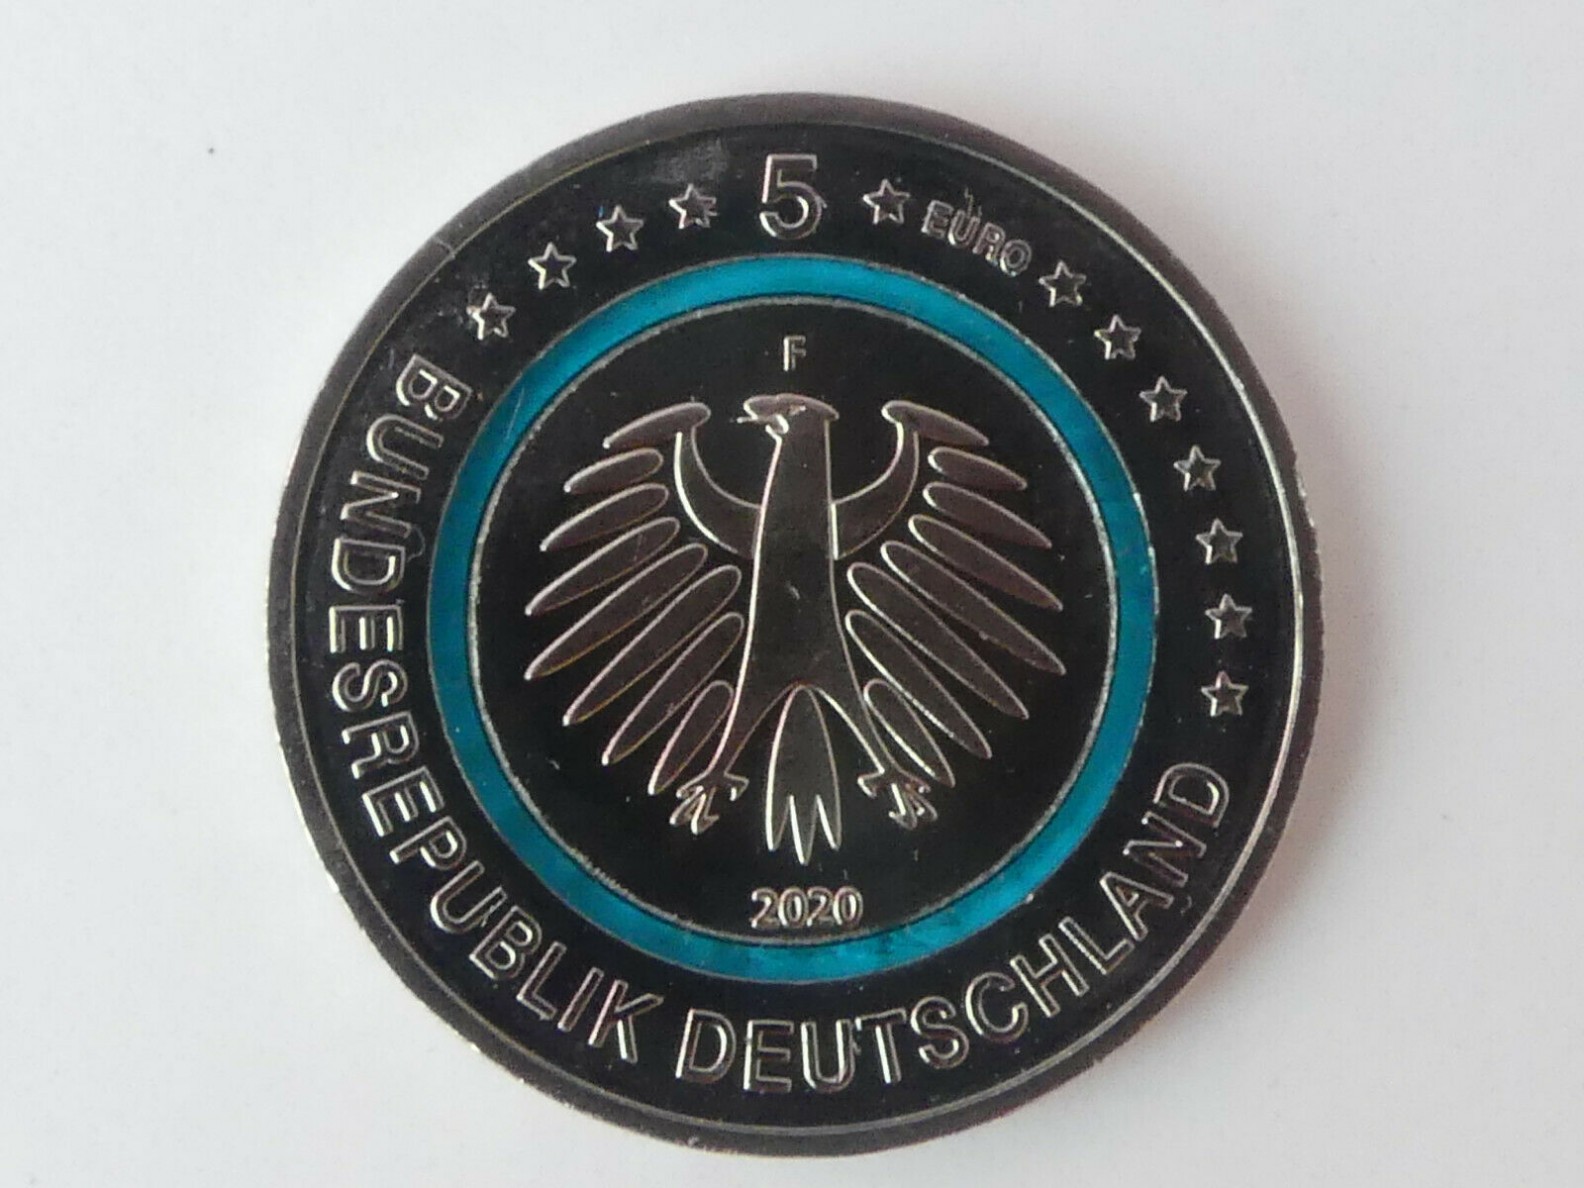 5 EURO
F
2020
BUNDESREPUBLIK DEUTSCHLAND